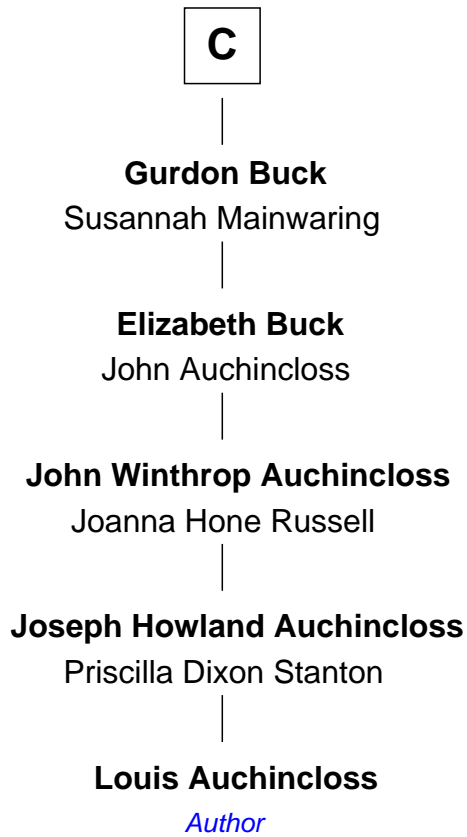 C
Gurdon Buck
Susannah Mainwaring
Elizabeth Buck
John Auchincloss
John Winthrop Auchincloss
Joanna Hone Russell
Joseph Howland Auchincloss
Priscilla Dixon Stanton
Louis Auchincloss
Author